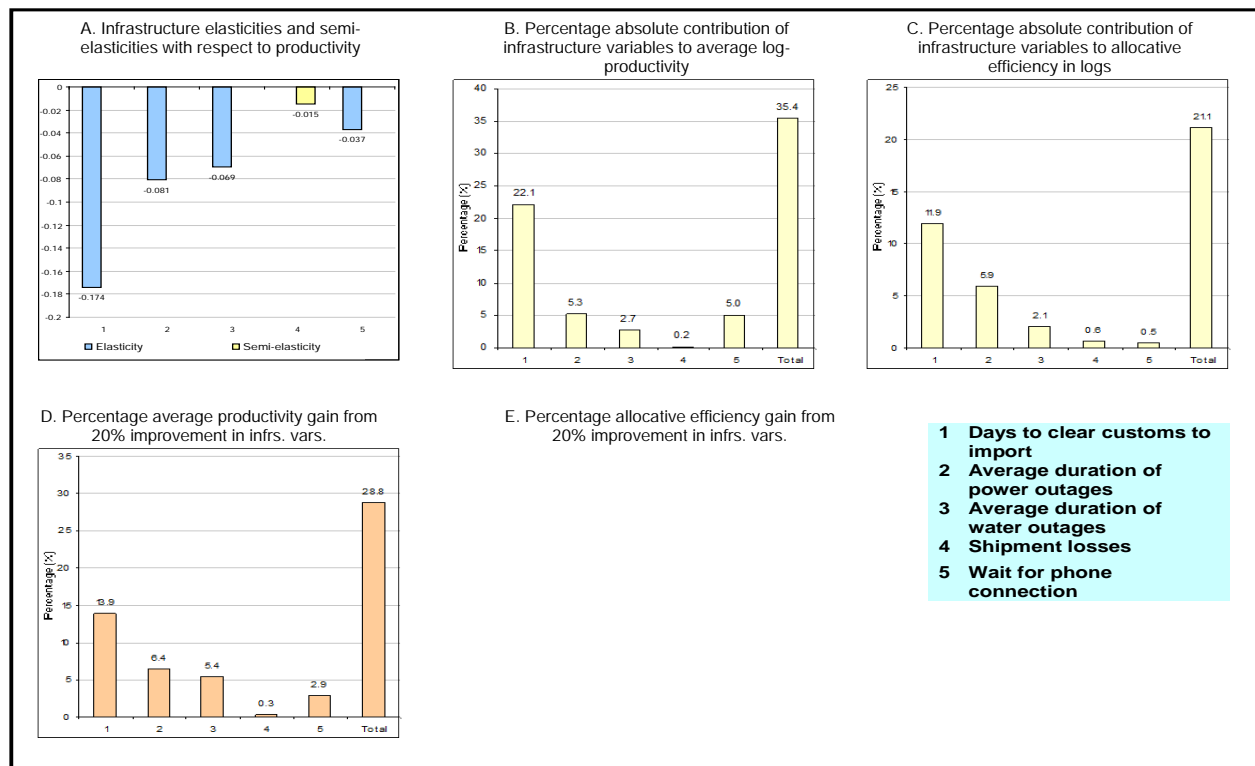 A. Infrastructure elasticities and semi-
elasticities with respect to productivity
0
-0.02
-0.04
-0.06
-0.08
-0.1
-0.12
-0.14
-0.16
-0.18
-0.2
-0.174
-0.081
-0.069
-0.015
-0.037
1 2 3 4 5
Elasticity Semi-elasticity
B. Percentage absolute contribution of
infrastructure variables to average log-
productivity
Percentage (%)
40
35
30
25
20
15
10
5
0
22.1
5.3
2.7
0.2
5.0
35.4
1 2 3 4 5 Total
C. Percentage absolute contribution of
infrastructure variables to allocative
efficiency in logs
Percentage (%)
25
20
15
10
5
0
11.9
5.9
2.1
0.6
0.5
21.1
1 2 3 4 5 Total
D. Percentage average productivity gain from
20% improvement in infrs. vars.
Percentage (%)
35
30
25
20
15
10
5
0
13.9
6.4
5.4
0.3
2.9
28.8
1 2 3 4 5 Total
E. Percentage allocative efficiency gain from
20% improvement in infrs. vars.
1 Days to clear customs to
import
2 Average duration of
power outages
3 Average duration of
water outages
4 Shipment losses
5 Wait for phone
connection